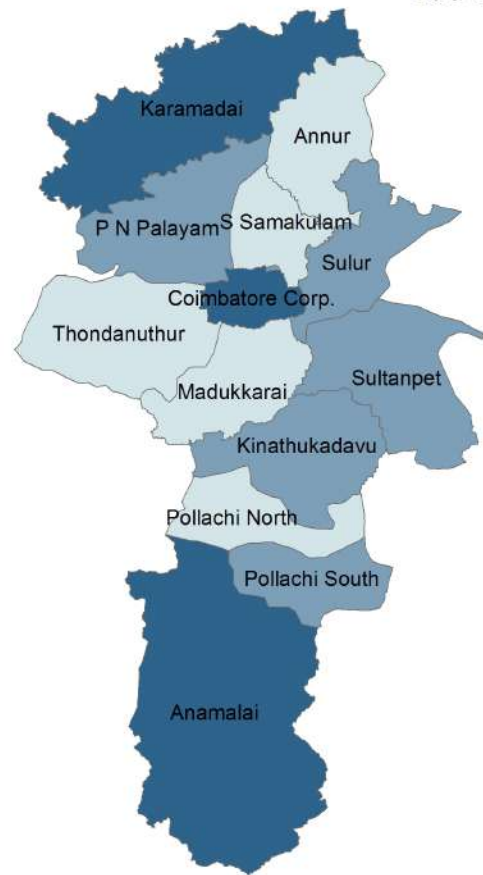 Karamadai
Annur
P N Palayam
S Samakulam
Sulur
Coimbatore Corp.
Thondanuthur
Sultanpet
Madukkarai
Kinathukadavu
Pollachi North
Pollachi South
Anamalai